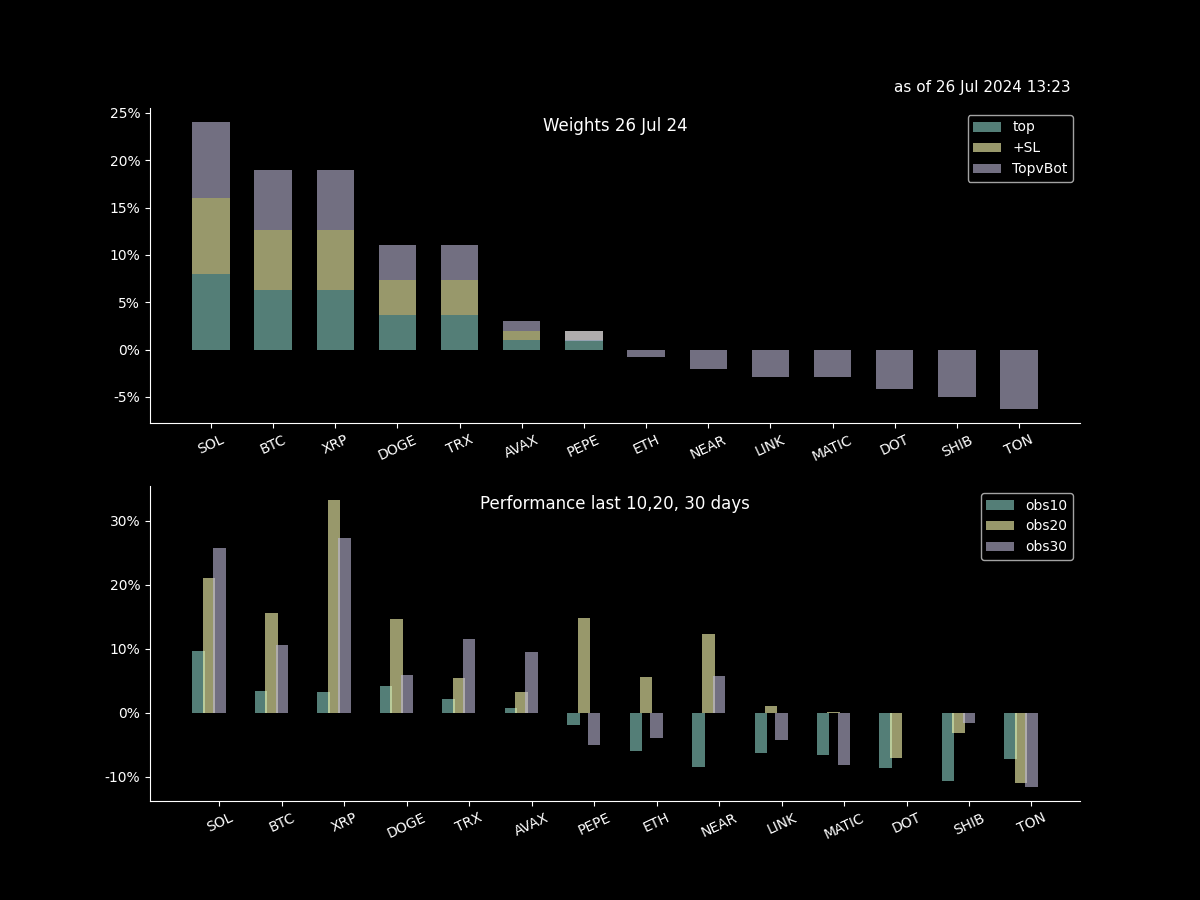 as of 26 Jul 2024 13:23
Weights 26 Jul 24
top
+SL
TopvBot
25%
20%
15%
10%
5%
0%
-5%
SOL BTC XRP DOGE TRX AVAX PEPE ETH NEAR LINK MATIC DOT SHIB TON
Performance last 10,20, 30 days
obs10
obs20
obs30
30%
20%
10%
0%
-10%
SOL BTC XRP DOGE TRX AVAX PEPE ETH NEAR LINK MATIC DOT SHIB TON